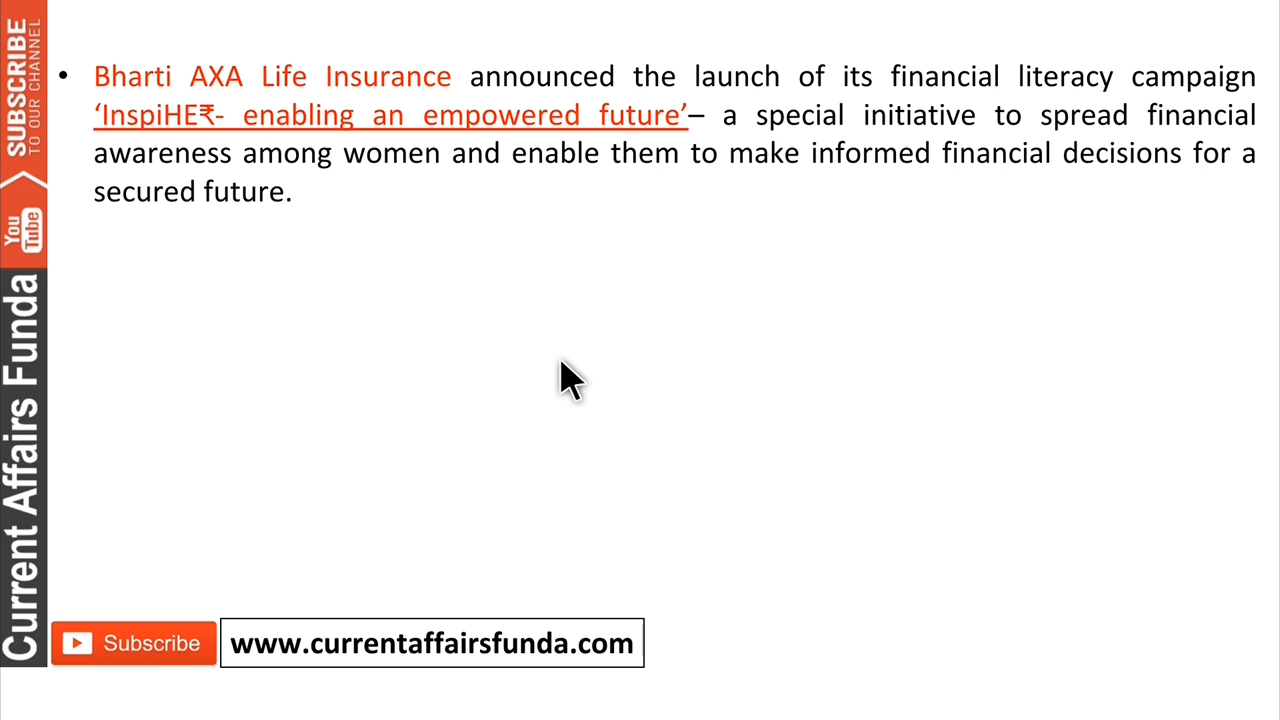 • Bharti AXA Life Insurance announced the launch of its financial literacy campaign
‘InspiHE₹- enabling an empowered future’– a special initiative to spread financial
awareness among women and enable them to make informed financial decisions for a
secured future.
SUBSCRIBE
TO OUR CHANNEL
You
Tube
Current Affairs Funda
Subscribe
www.currentaffairsfunda.com